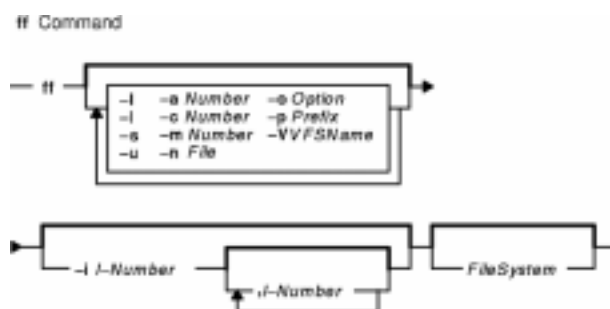 ff Command
ff
-I -a Number -o Option
-l -c Number -p Prefix
-s -m Number -V VFSName
-u -n File
-i I-Number
,I-Number
FileSystem